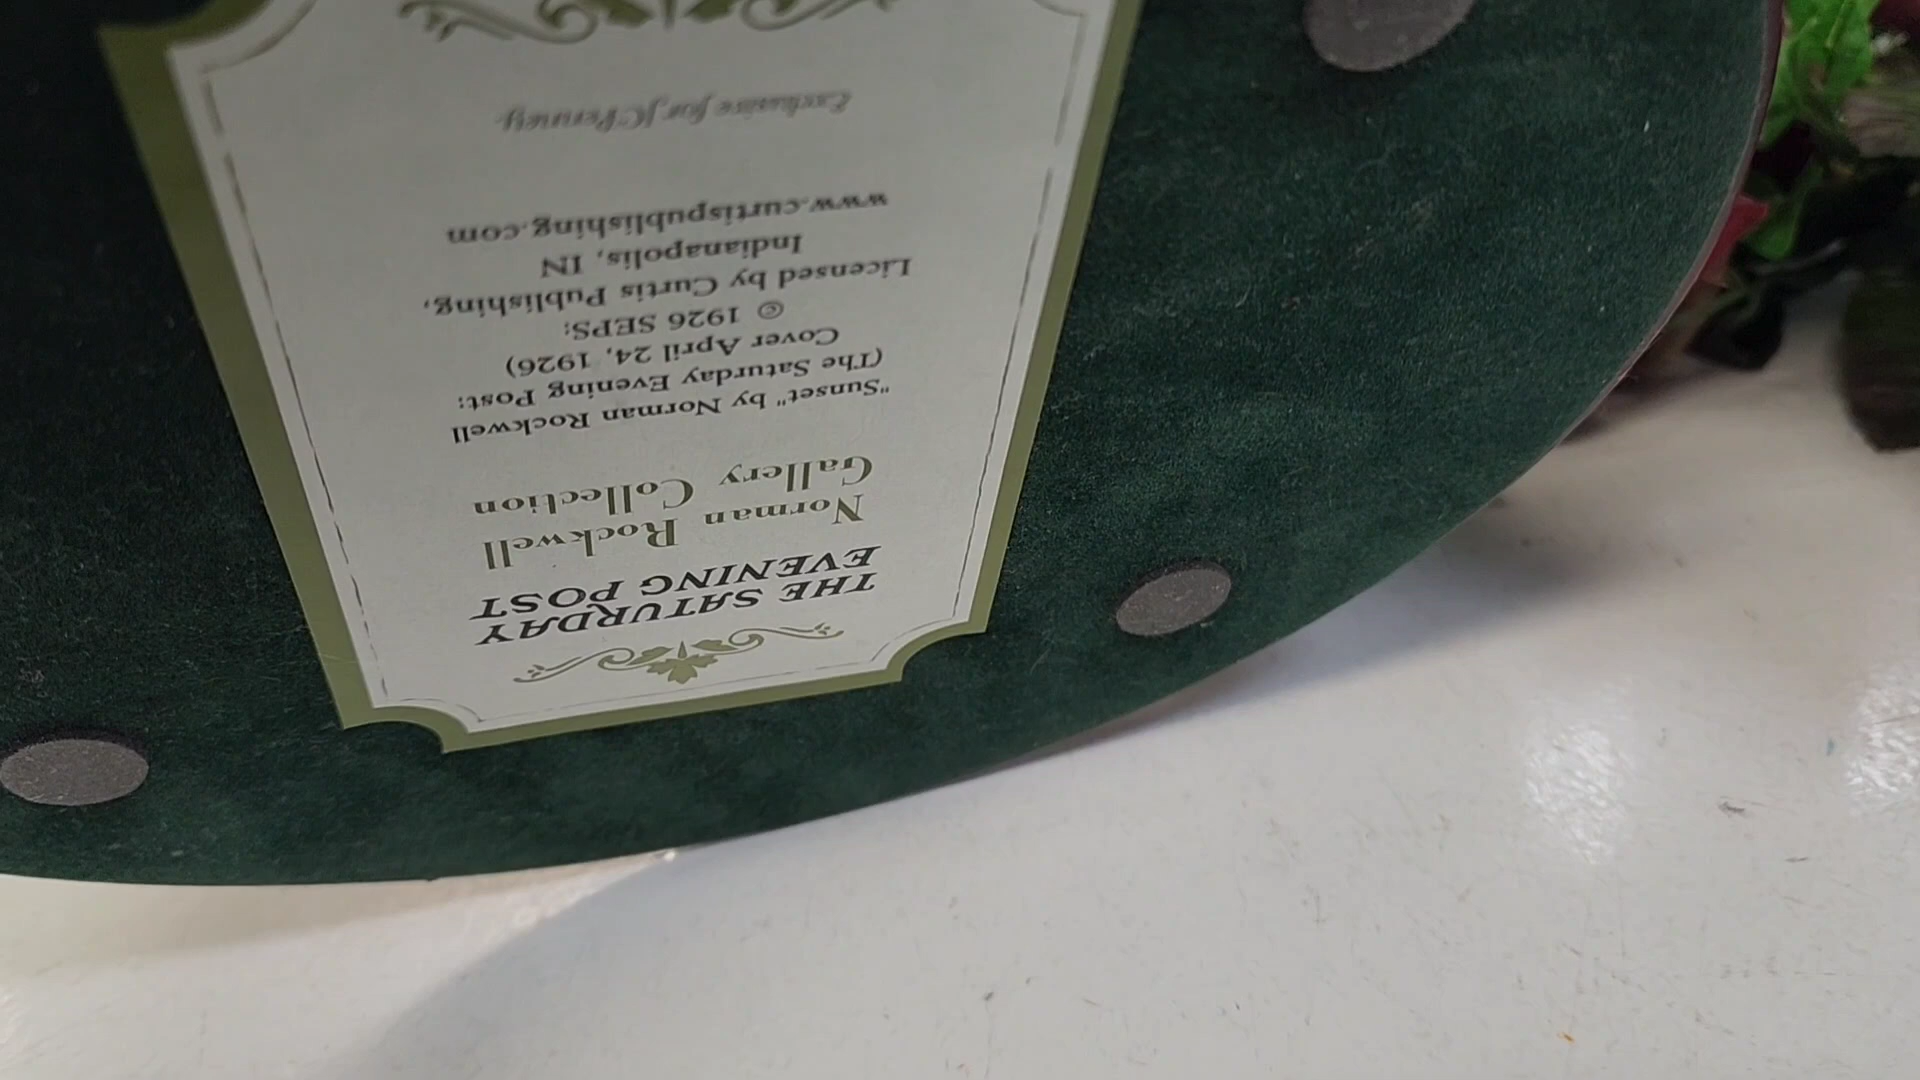 THE SATURDAY
EVENING POST
Norman Rockwell
Gallery Collection
"Sunset" by Norman Rockwell
(The Saturday Evening Post:
Cover April 24, 1926)
© 1926 SEPS:
Licensed by Curtis Publishing,
Indianapolis, IN
www.curtispublishing.com
Exclusive for JCPenney